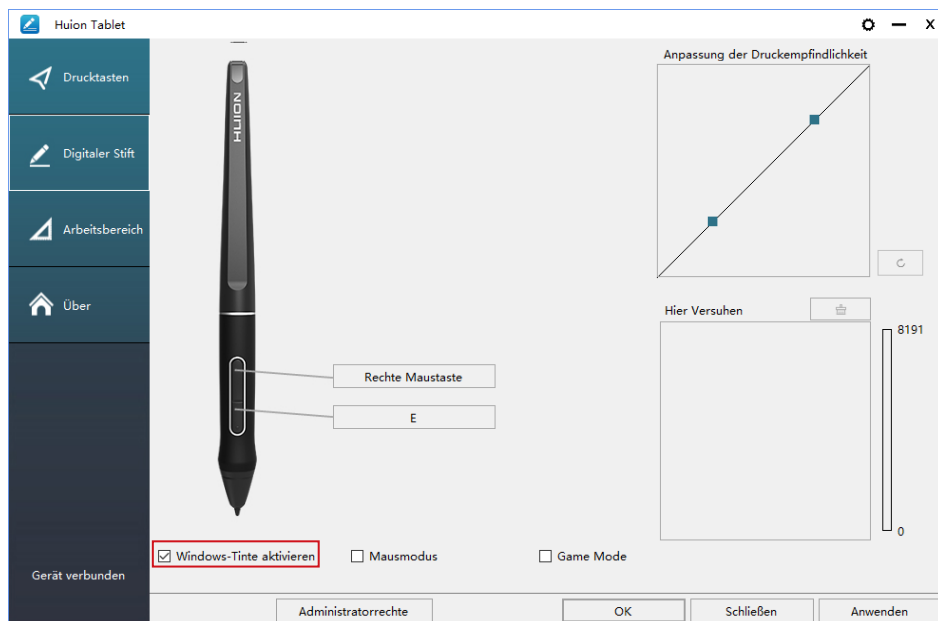 Huion Tablet
X
Drucktasten
Digitaler Stift
Arbeitsbereich
Über
Gerät verbunden
HUION
Rechte Maustaste
E
Anpassung der Druckempfindlichkeit
Hier Versuhen
8191
0
Windows-Tinte aktivieren
Mausmodus
Game Mode
Administratorrechte
OK
Schließen
Anwenden